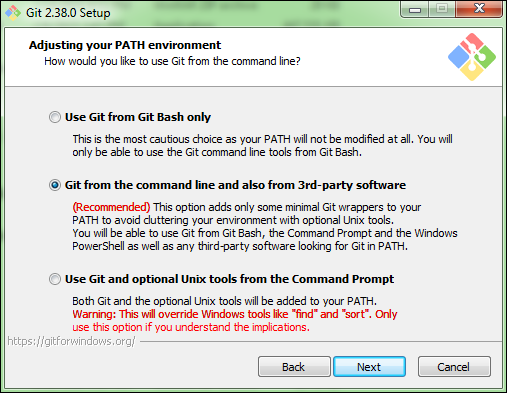 Git 2.38.0 Setup
Adjusting your PATH environment
How would you like to use Git from the command line?
Use Git from Git Bash only
This is the most cautious choice as your PATH will not be modified at all. You will
only be able to use the Git command line tools from Git Bash.
Git from the command line and also from 3rd-party software
(Recommended) This option adds only some minimal Git wrappers to your
PATH to avoid cluttering your environment with optional Unix tools.
You will be able to use Git from Git Bash, the Command Prompt and the Windows
PowerShell as well as any third-party software looking for Git in PATH.
Use Git and optional Unix tools from the Command Prompt
Both Git and the optional Unix tools will be added to your PATH.
Warning: This will override Windows tools like "find" and "sort". Only
use this option if you understand the implications.
https://gitforwindows.org/
Back
Next
Cancel